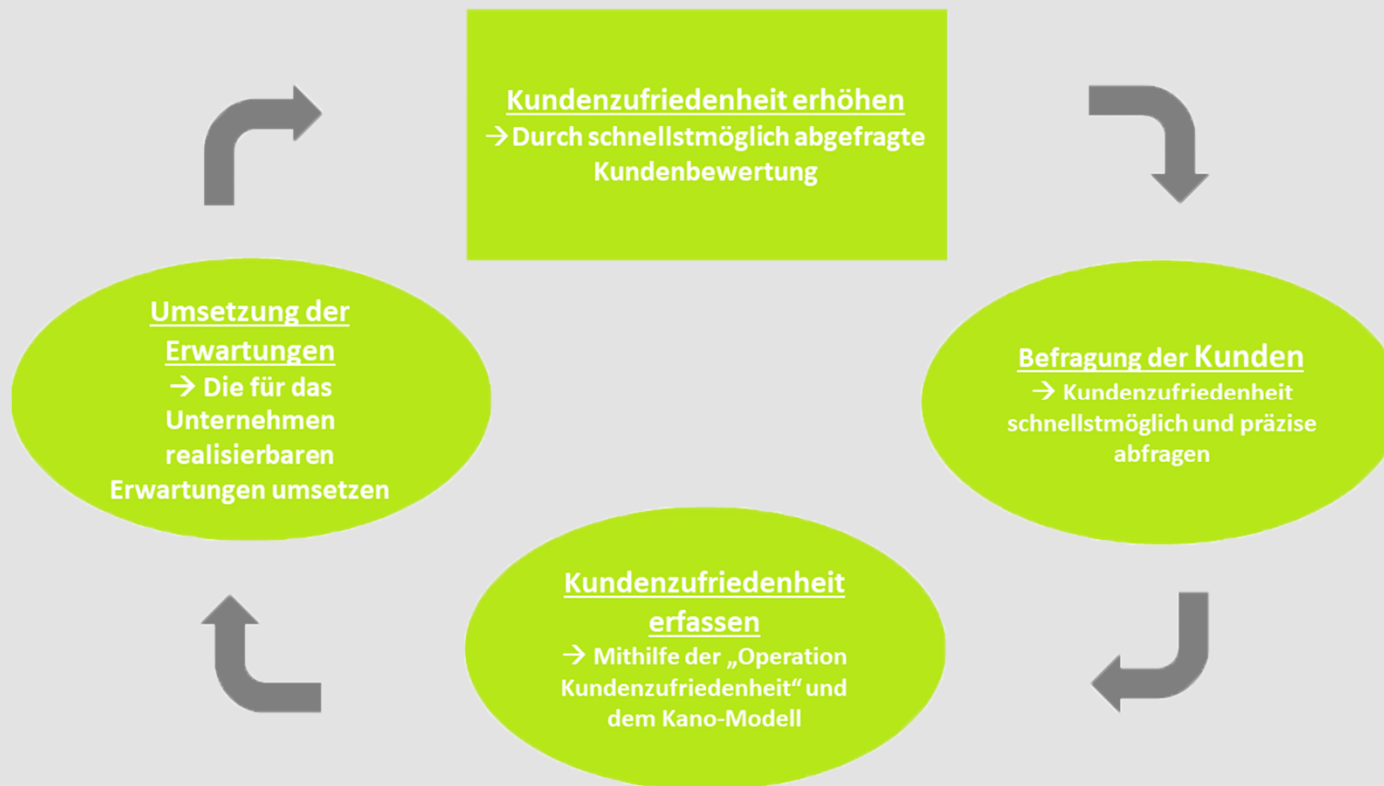 Kundenzufriedenheit erhöhen
→ Durch schnellstmöglich abgefragte
Kundenbewertung
Umsetzung der
Erwartungen
→ Die für das
Unternehmen
realisierbaren
Erwartungen umsetzen
Befragung der Kunden
→ Kundenzufriedenheit
schnellstmöglich und präzise
abfragen
Kundenzufriedenheit
erfassen
→ Mithilfe der „Operation
Kundenzufriedenheit“ und
dem Kano-Modell